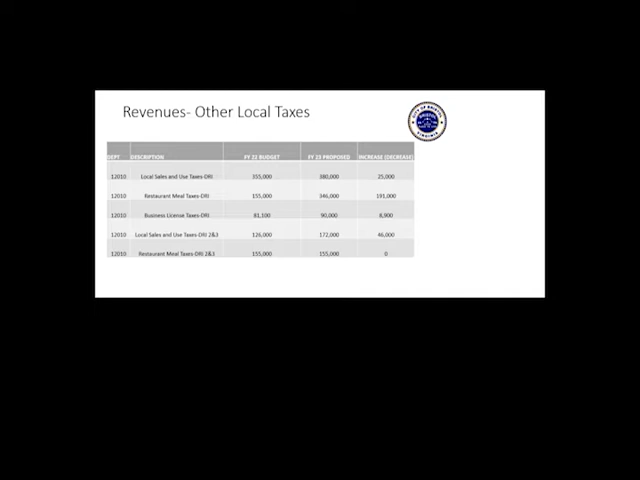 Revenues- Other Local Taxes
CITY OF BRISTOL
VIRGINIA
DEPT DESCRIPTION FY 22 BUDGET FY 23 PROPOSED INCREASE (DECREASE)
12010 Local Sales and Use Taxes-DRI 355,000 380,000 25,000
12010 Restaurant Meal Taxes-DRI 155,000 346,000 191,000
12010 Business License Taxes-DRI 81,100 90,000 8,900
12010 Local Sales and Use Taxes-DRI 2&3 126,000 172,000 46,000
12010 Restaurant Meal Taxes-DRI 2&3 155,000 155,000 0